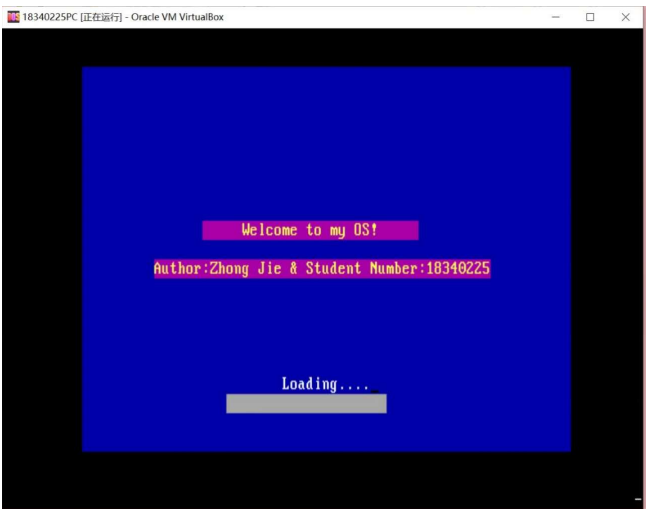 18340225PC [正在运行] - Oracle VM VirtualBox
Welcome to my OS!
Author:Zhong Jie & Student Number:18340225
Loading....